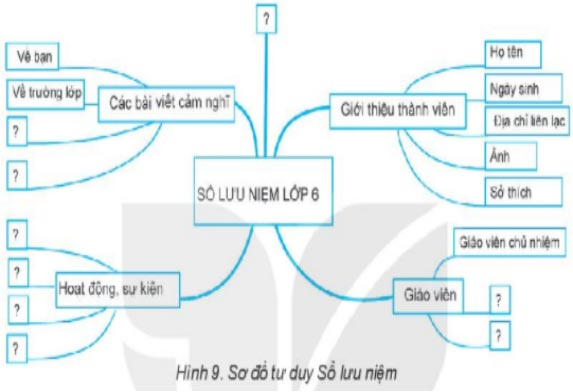 ?
Về bạn
Về trường lớp
?
?
Các bài viết cảm nghĩ
Giới thiệu thành viên
Họ tên
Ngày sinh
Địa chỉ liên lạc
Ảnh
Sở thích
SỔ LƯU NIỆM LỚP 6
?
?
?
?
Hoạt động, sự kiện
Giáo viên
Giáo viên chủ nhiệm
?
?
Hình 9. Sơ đồ tư duy Sổ lưu niệm